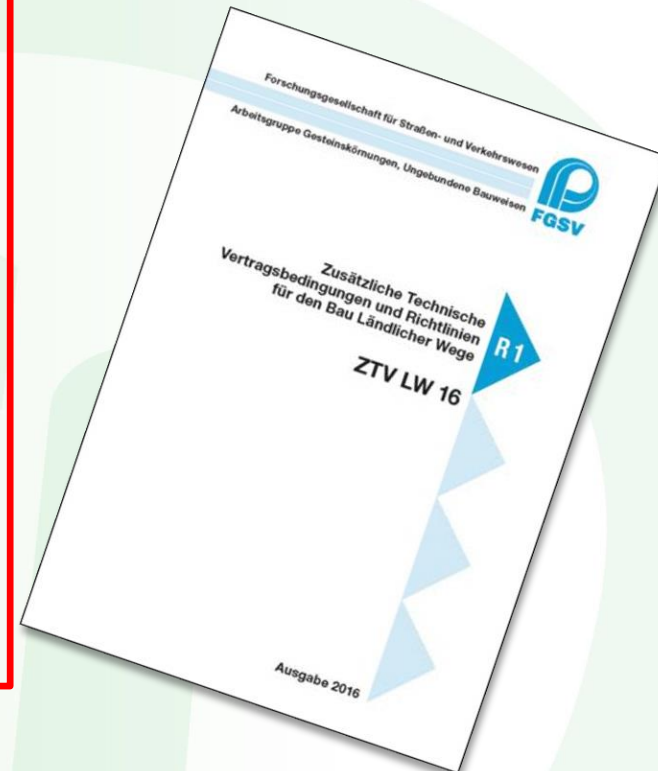 Forschungsgesellschaft für Straßen- und Verkehrswesen
Arbeitsgruppe Gesteinskörnungen, Ungebundene Bauweisen
FGSV
Zusätzliche Technische
Vertragsbedingungen und Richtlinien
für den Bau Ländlicher Wege
R 1
ZTV LW 16
Ausgabe 2016